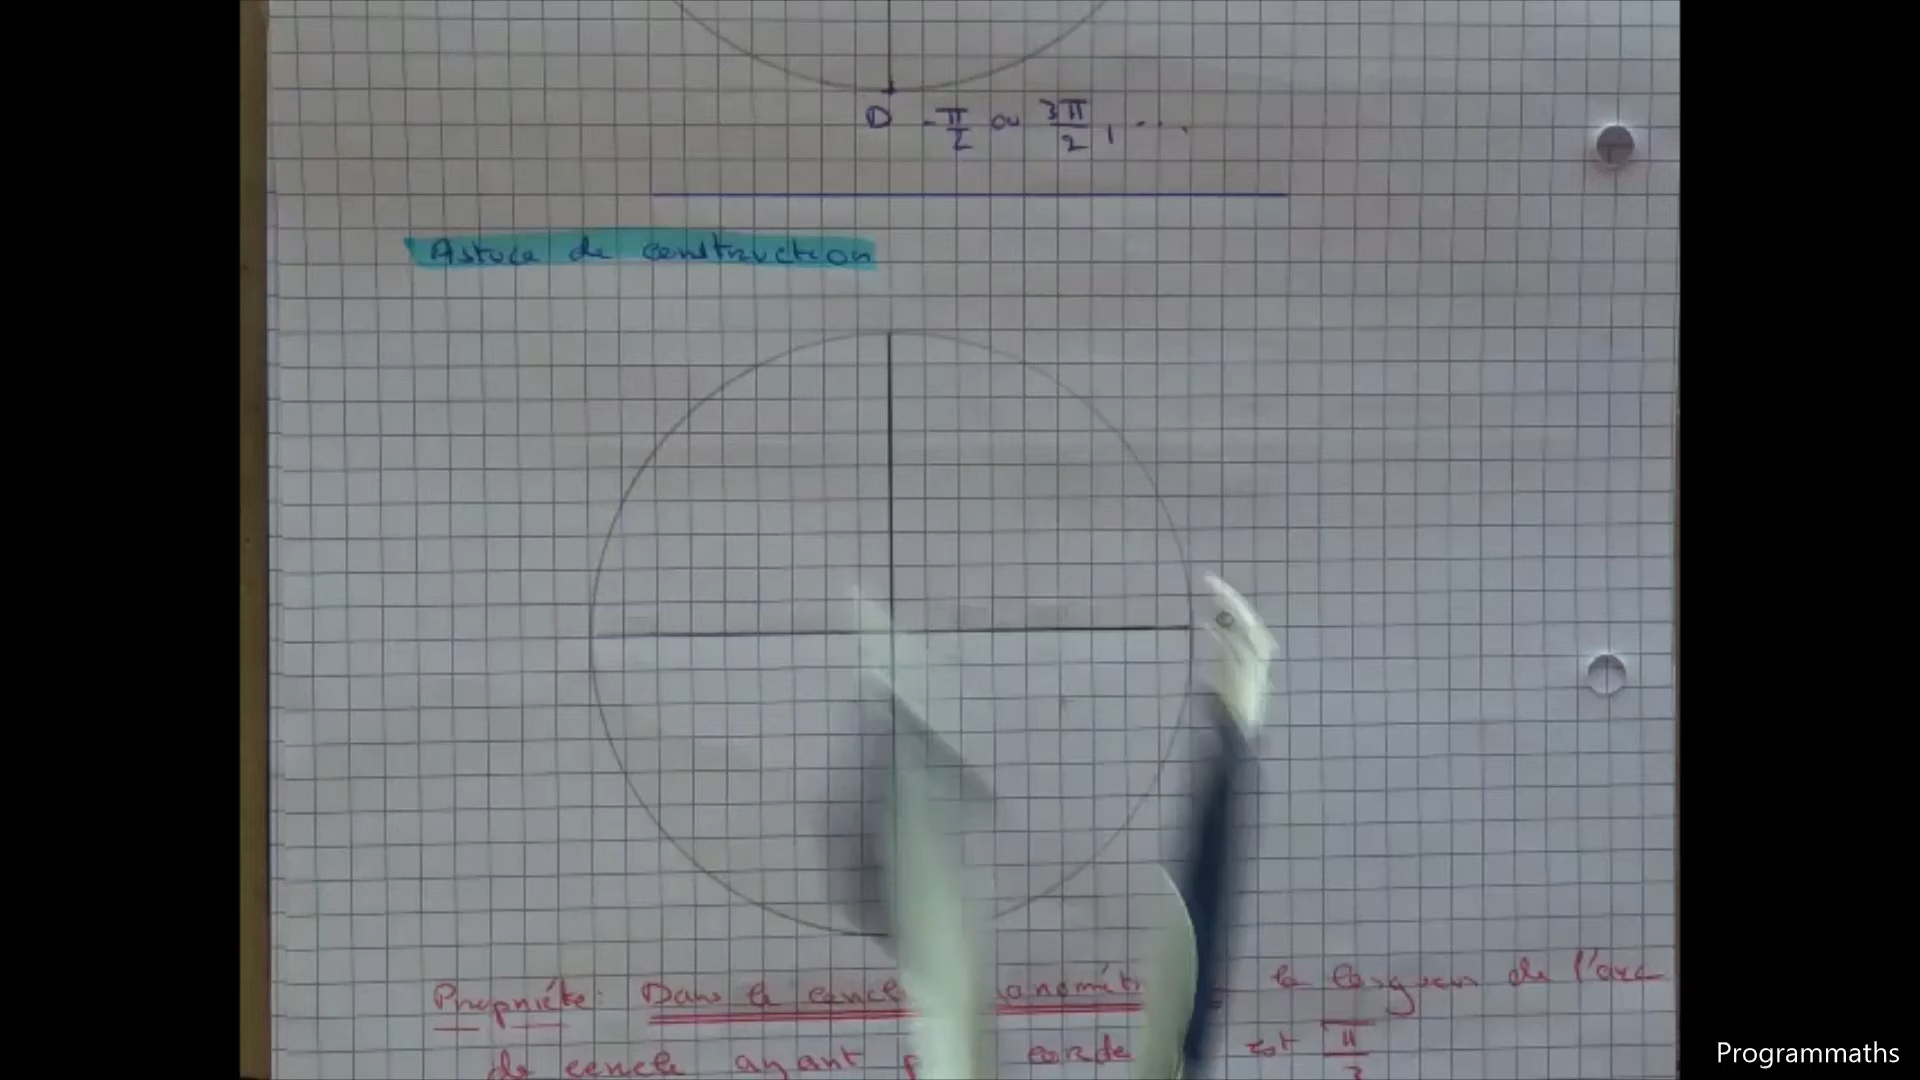 D -π/2 ou 3π/2, ...
Astuce de construction
Propriété : Dans le cercle la longueur de l'arc
de cercle ayant corde est π/3
Programmaths